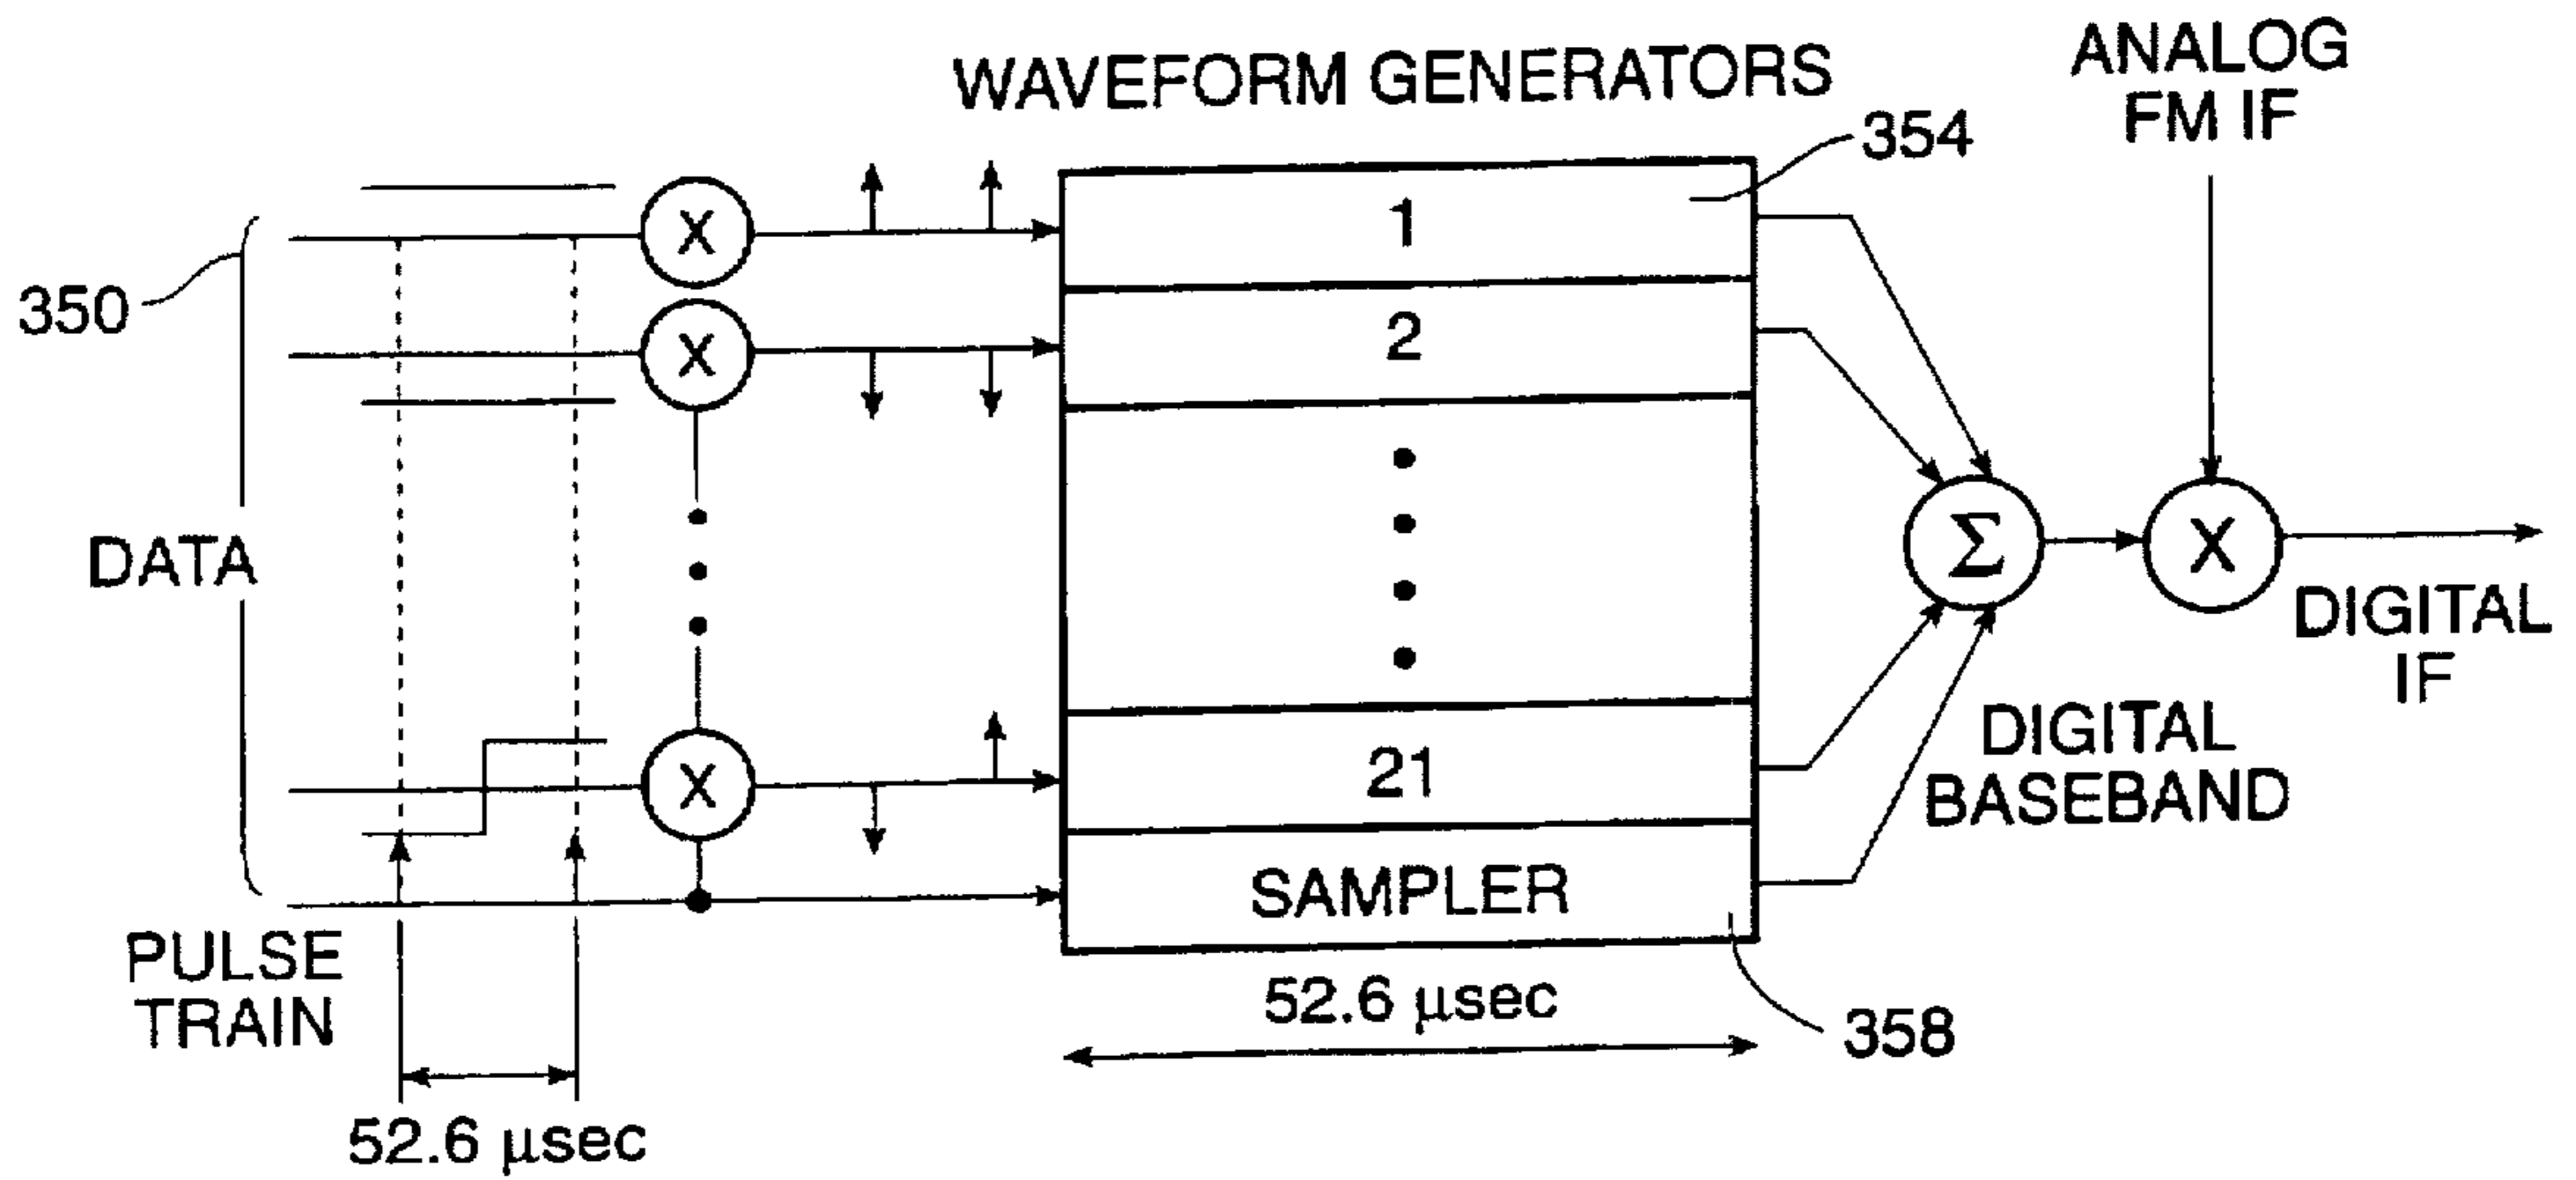 WAVEFORM GENERATORS
ANALOG
FM IF
354
350
X
1
X
2
DATA
Σ
X
DIGITAL
IF
X
21
DIGITAL
BASEBAND
SAMPLER
PULSE
TRAIN
52.6 μsec
358
52.6 μsec